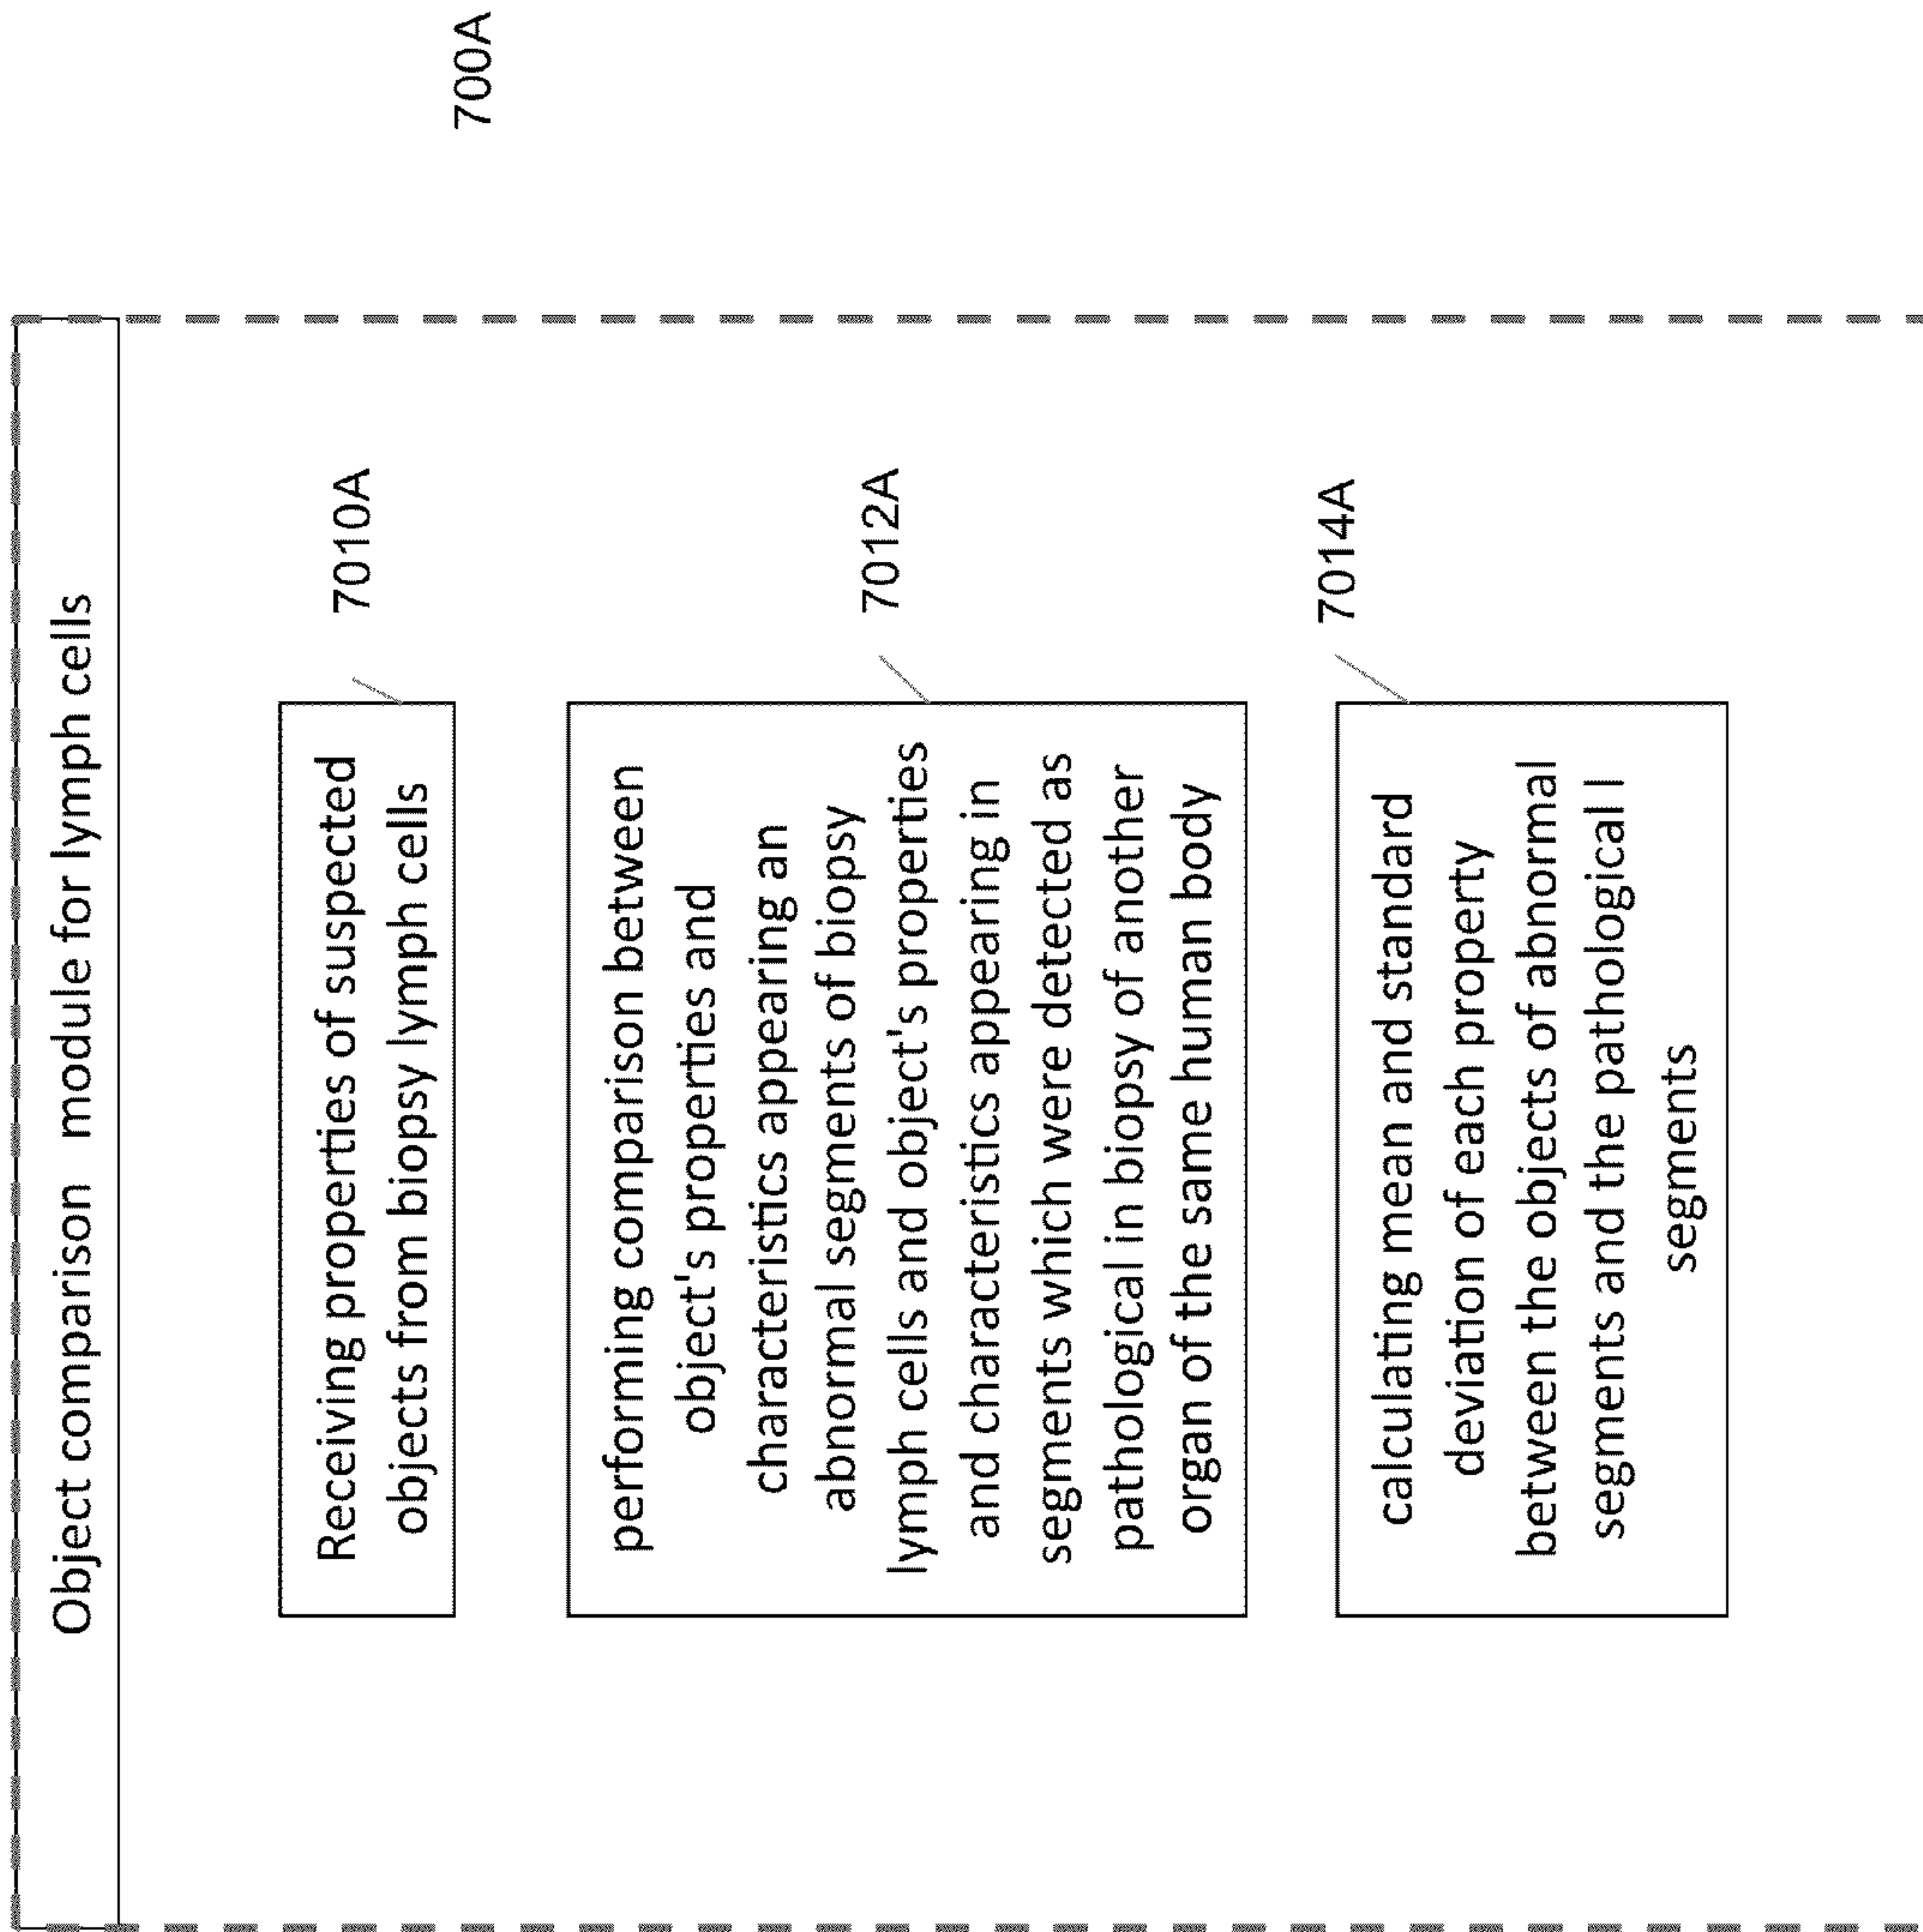 Object comparison module for lymph cells
700A
7010A
Receiving properties of suspected
objects from biopsy lymph cells
7012A
performing comparison between
object's properties and
characteristics appearing an
abnormal segments of biopsy
lymph cells and object's properties
and characteristics appearing in
segments which were detected as
pathological in biopsy of another
organ of the same human body
7014A
calculating mean and standard
deviation of each property
between the objects of abnormal
segments and the pathological l
segments